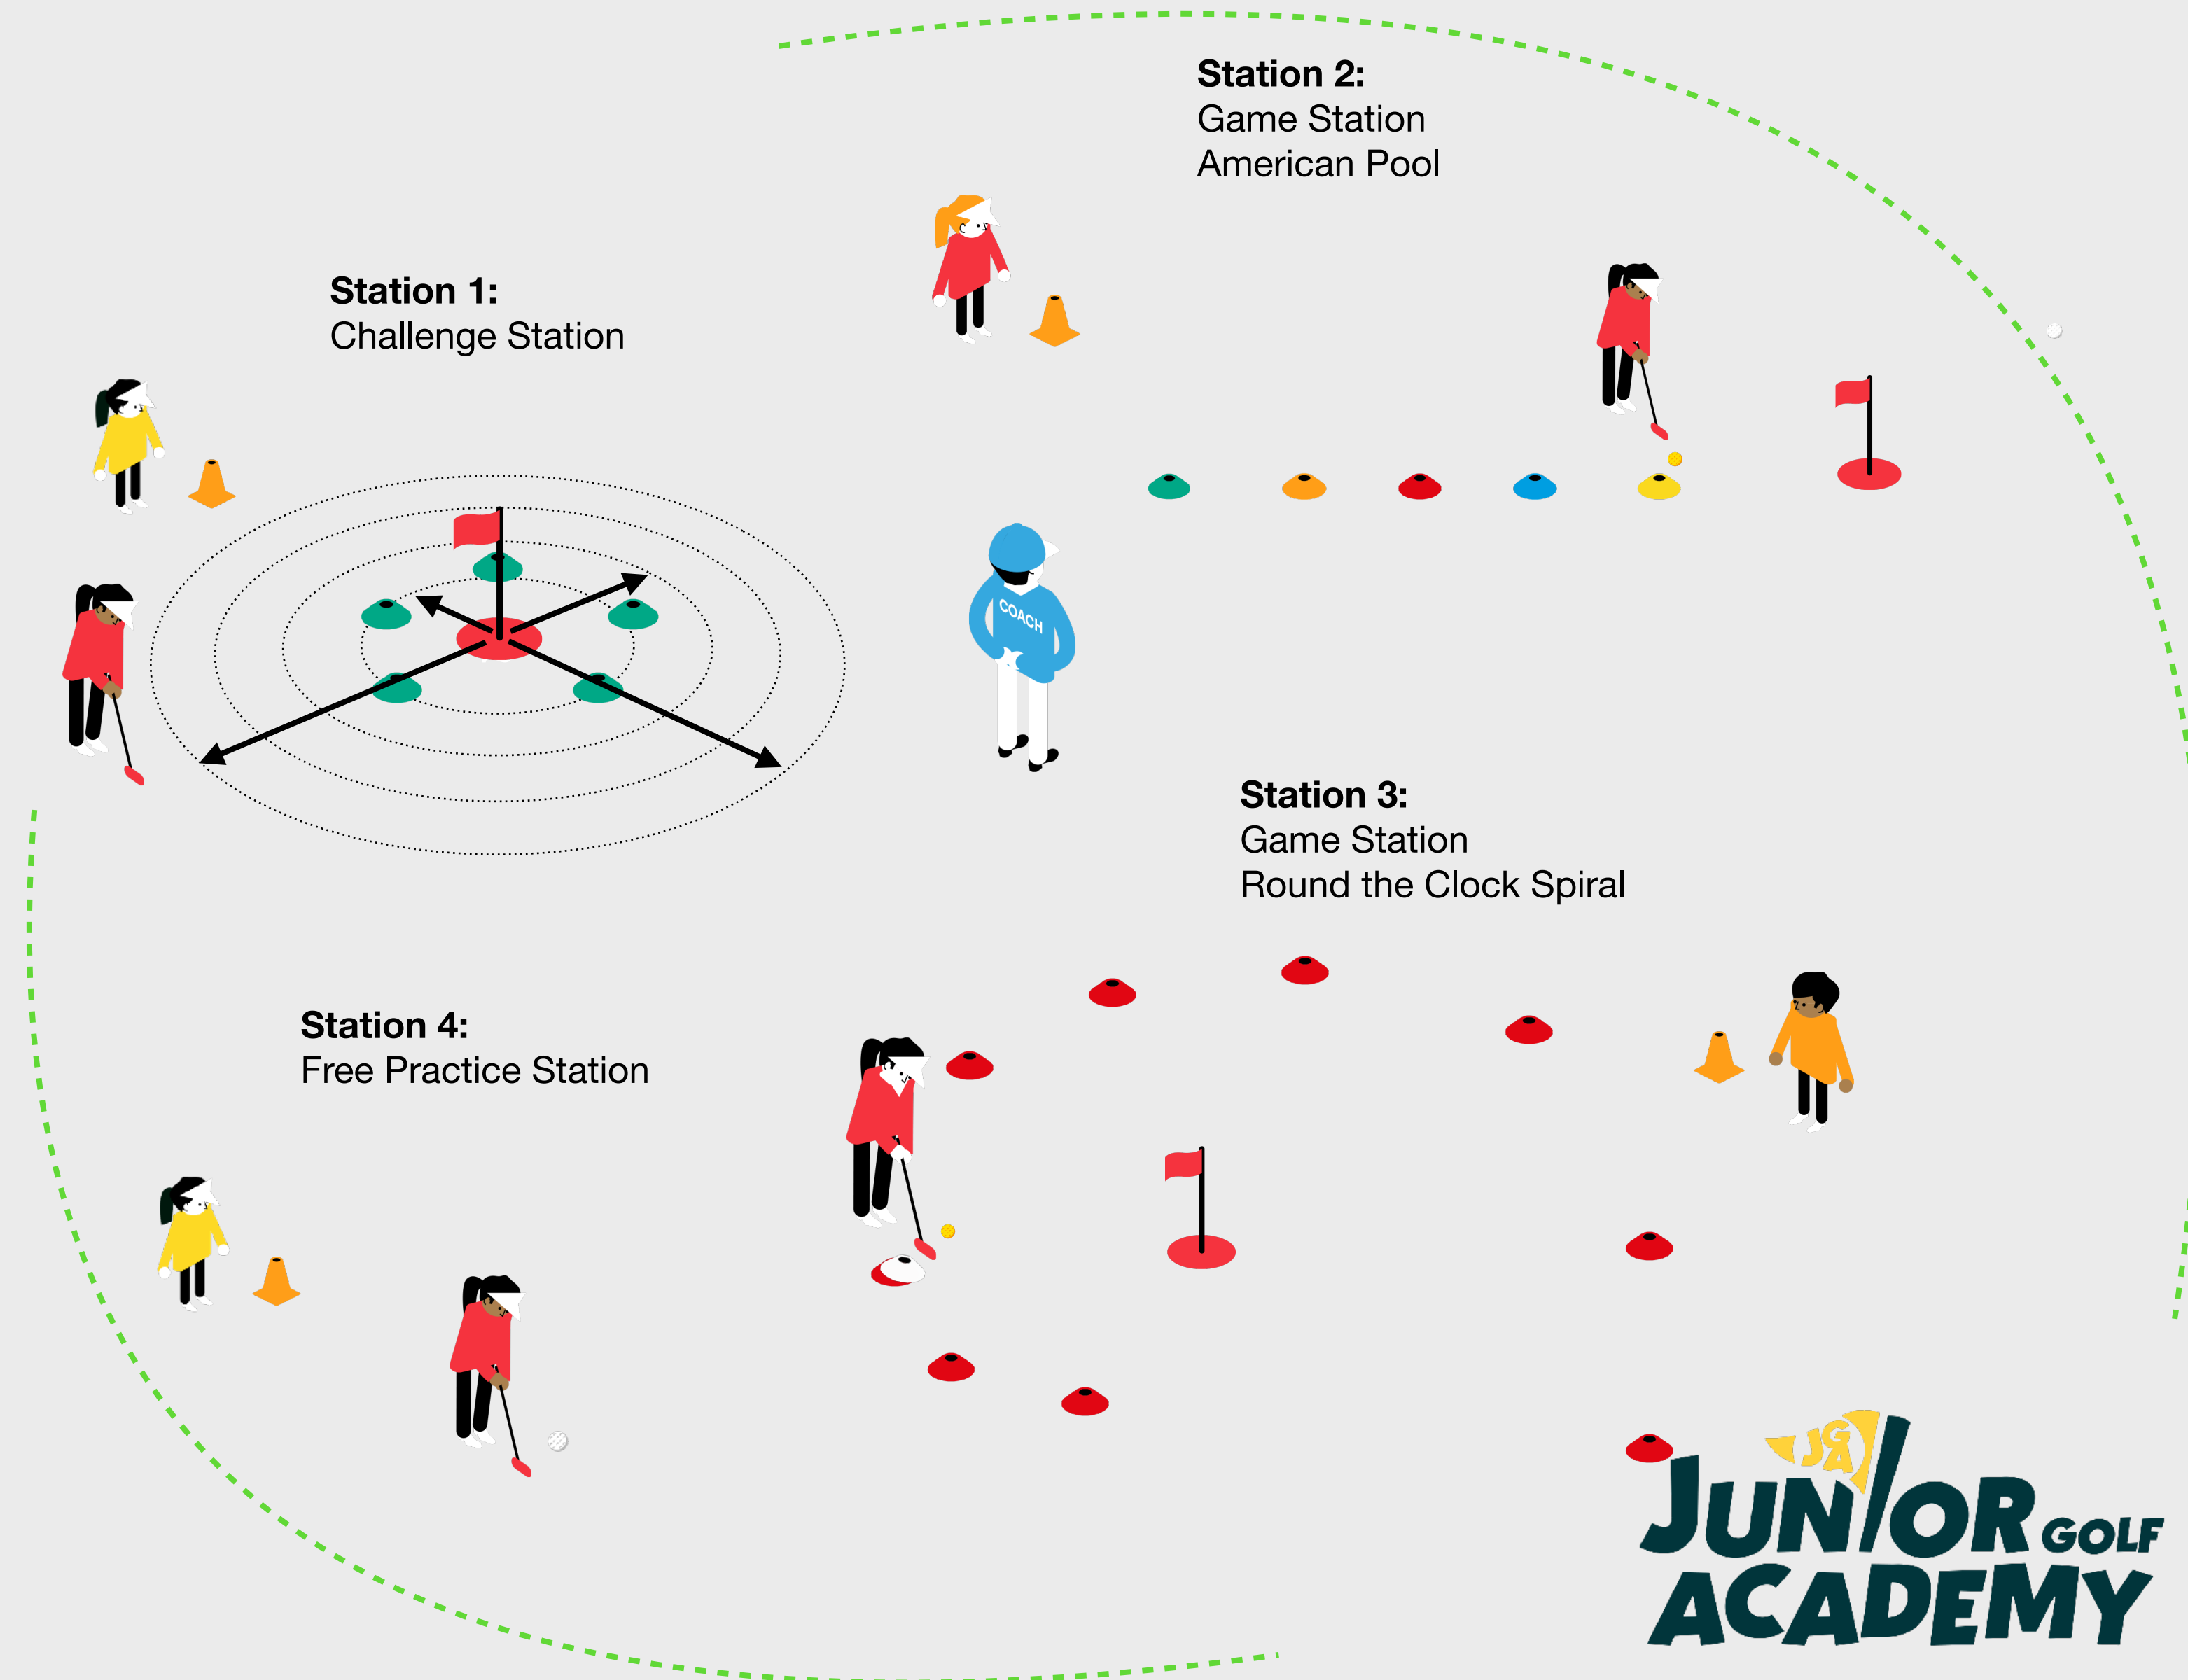 Station 2:
Game Station
American Pool
Station 1:
Challenge Station
COACH
Station 3:
Game Station
Round the Clock Spiral
Station 4:
Free Practice Station
JGA
JUNIOR GOLF
ACADEMY